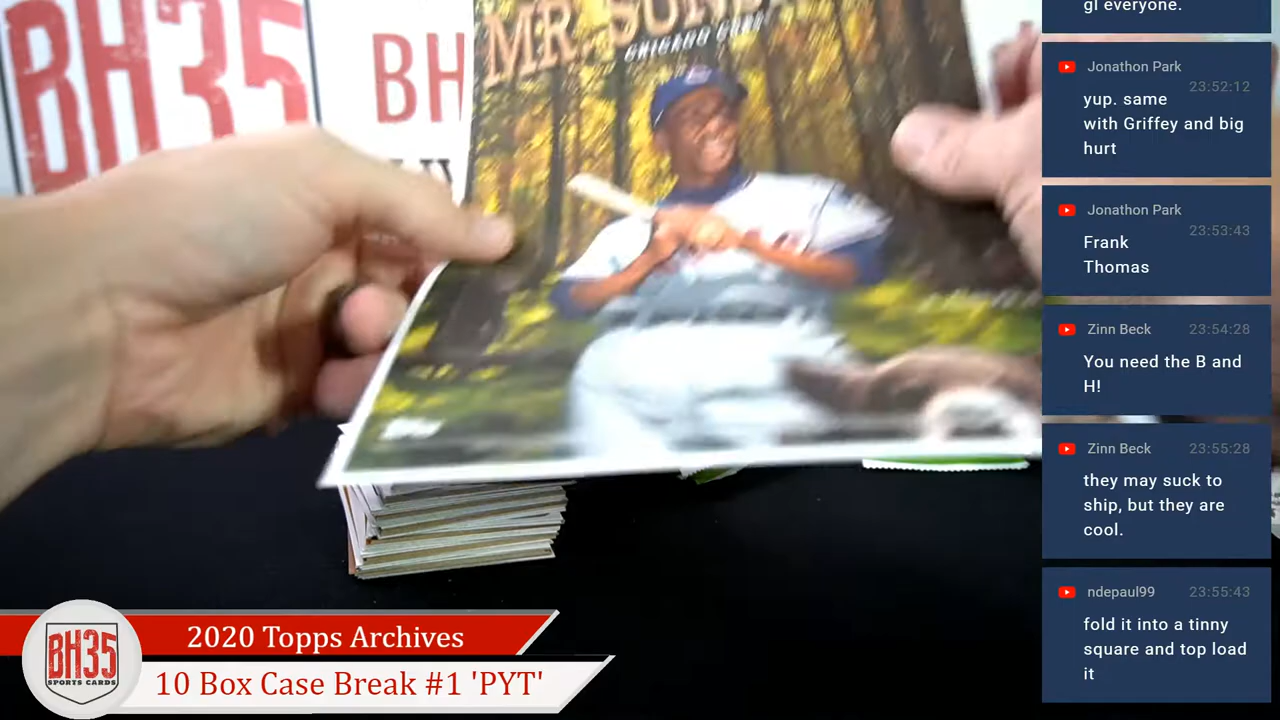 BH35
BH
MR.
CHICAGO CUBS
gl everyone.
Jonathon Park
23:52:12
yup. same
with Griffey and big
hurt
Jonathon Park
23:53:43
Frank
Thomas
Zinn Beck
23:54:28
You need the B and
H!
Zinn Beck
23:55:28
they may suck to
ship, but they are
cool.
ndepaul99
23:55:43
fold it into a tinny
square and top load
it
BH35
SPORTS CARDS
2020 Topps Archives
10 Box Case Break #1 'PYT'